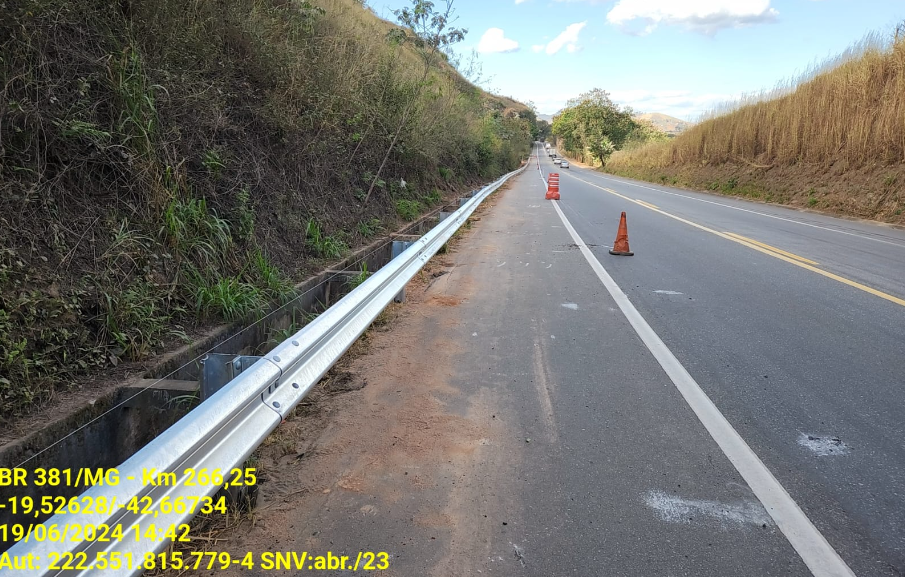 BR 381/MG - Km 266,25
-19,52628/-42,66734
19/06/2024 14:42
Aut: 222.551.815.779-4 SNV:abr./23